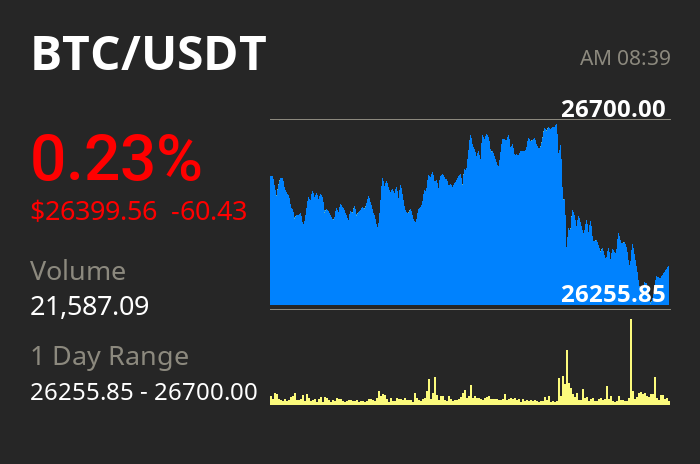 BTC/USDT
AM 08:39
26700.00
0.23%
$26399.56 -60.43
Volume
21,587.09
26255.85
1 Day Range
26255.85 - 26700.00